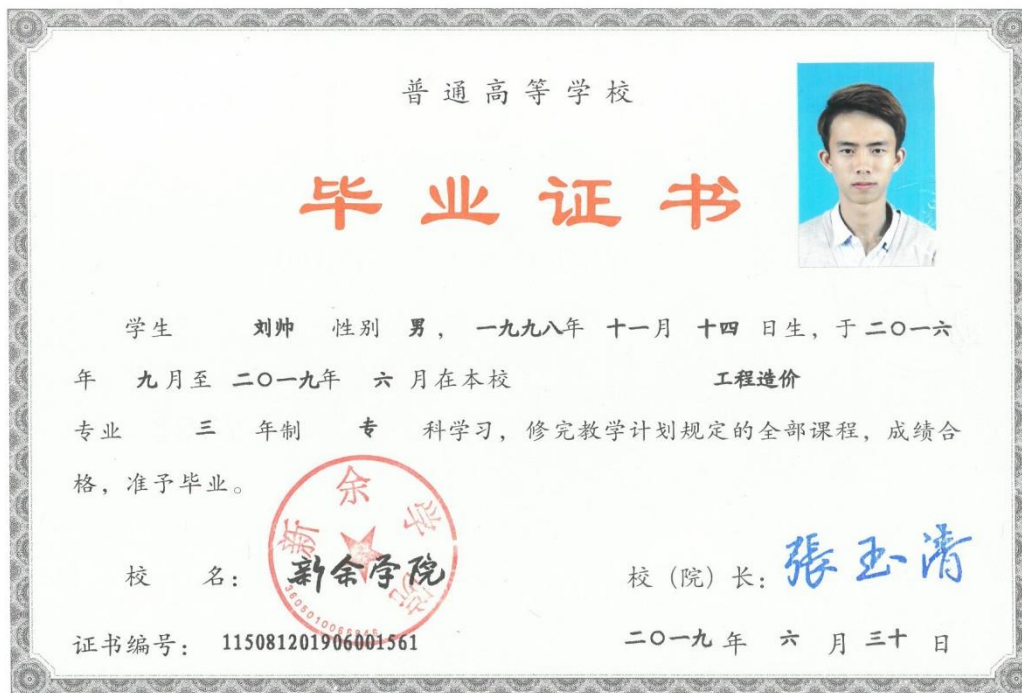 普通高等学校
毕业证书
学生 刘帅 性别 男，一九九八年 十一月 十四 日生，于 二〇一六
年 九月至 二〇一九年 六 月在本校 工程造价
专业 三 年制 专 科学习，修完教学计划规定的全部课程，成绩合
格，准予毕业。
新余学院
校 名： 新余学院
校（院）长：張玉清
证书编号： 115081201906001561
二〇一九 年 六 月 三十 日